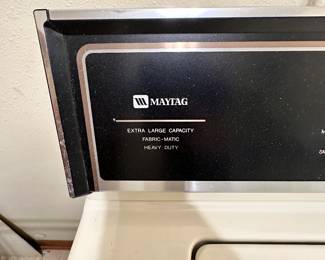 MAYTAG
EXTRA LARGE CAPACITY
FABRIC-MATIC
HEAVY DUTY